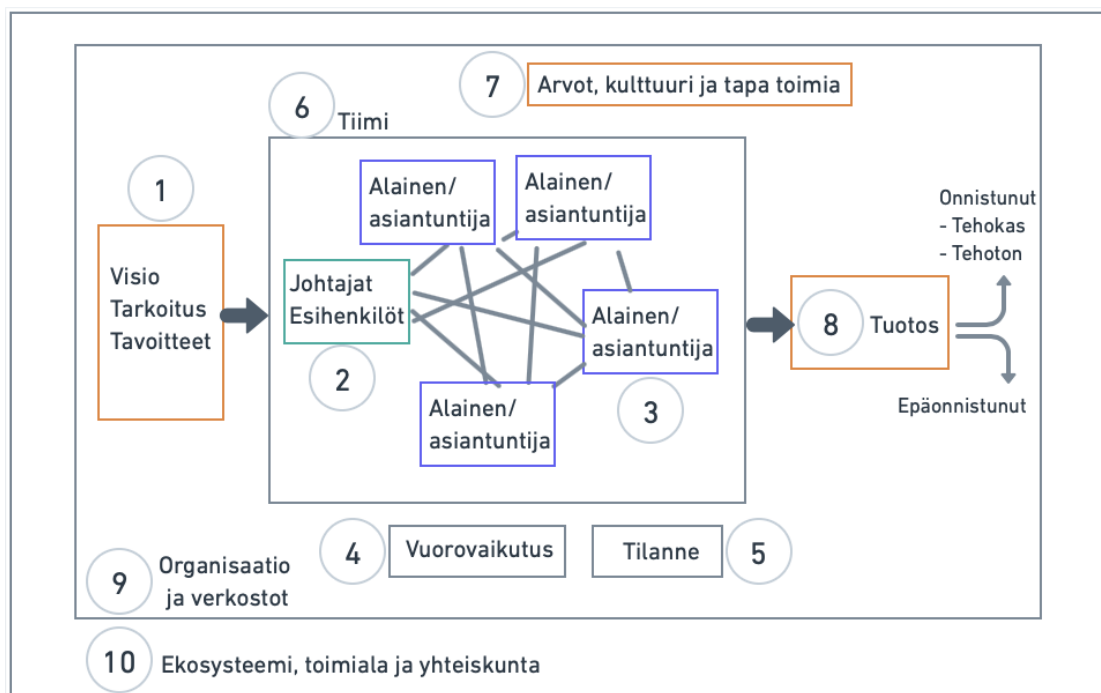 7
Arvot, kulttuuri ja tapa toimia
6
Tiimi
1
Visio
Tarkoitus
Tavoitteet
Alainen/
asiantuntija
Alainen/
asiantuntija
Johtajat
Esihenkilöt
2
Alainen/
asiantuntija
3
Alainen/
asiantuntija
Onnistunut
- Tehokas
- Tehoton
8
Tuotos
Epäonnistunut
4
Vuorovaikutus
Tilanne
5
9
Organisaatio
ja verkostot
10
Ekosysteemi, toimiala ja yhteiskunta